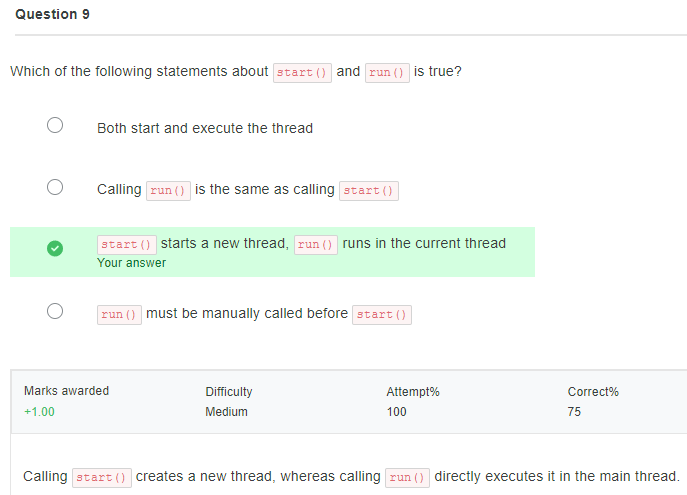 Question 9
Which of the following statements about start() and run() is true?
Both start and execute the thread
Calling run() is the same as calling start()
start() starts a new thread, run() runs in the current thread
Your answer
run() must be manually called before start()
Marks awarded Difficulty Attempt% Correct%
+1.00 Medium 100 75
Calling start() creates a new thread, whereas calling run() directly executes it in the main thread.